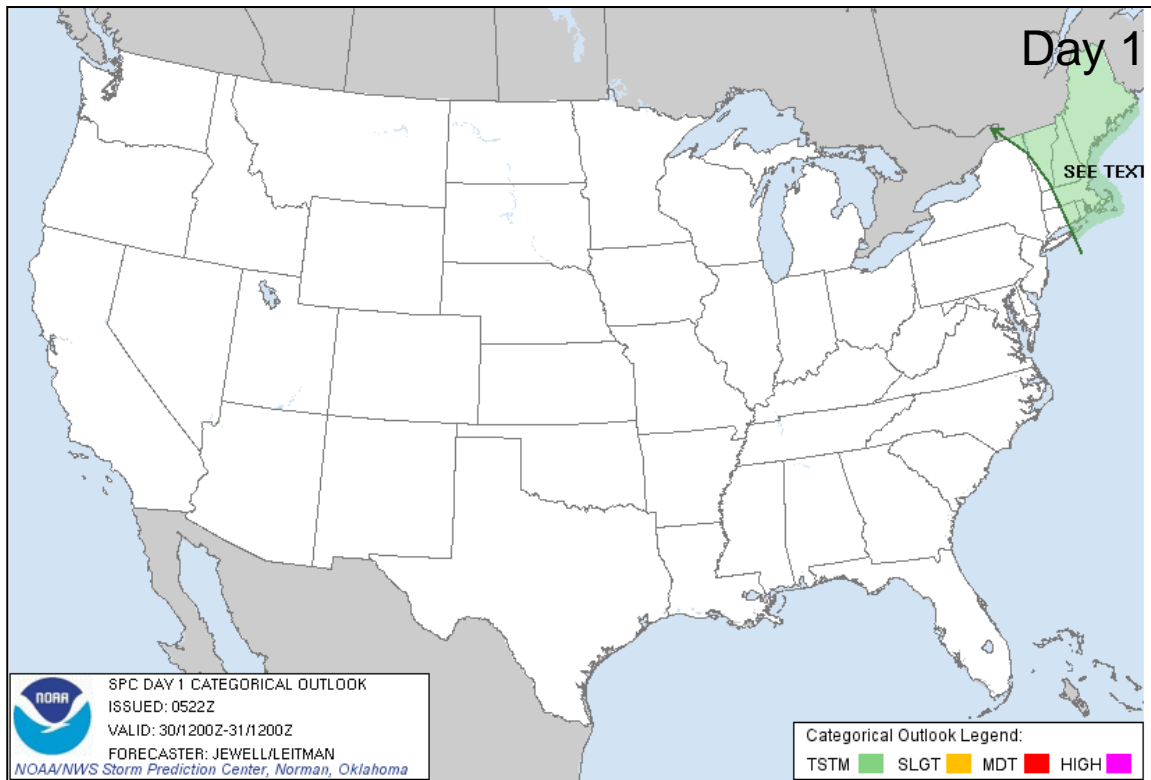 Day 1
SEE TEXT
NOAA
SPC DAY 1 CATEGORICAL OUTLOOK
ISSUED: 0522Z
VALID: 30/1200Z-31/1200Z
FORECASTER: JEWELL/LEITMAN
NOAA/NWS Storm Prediction Center, Norman, Oklahoma
Categorical Outlook Legend:
TSTM SLGT MDT HIGH